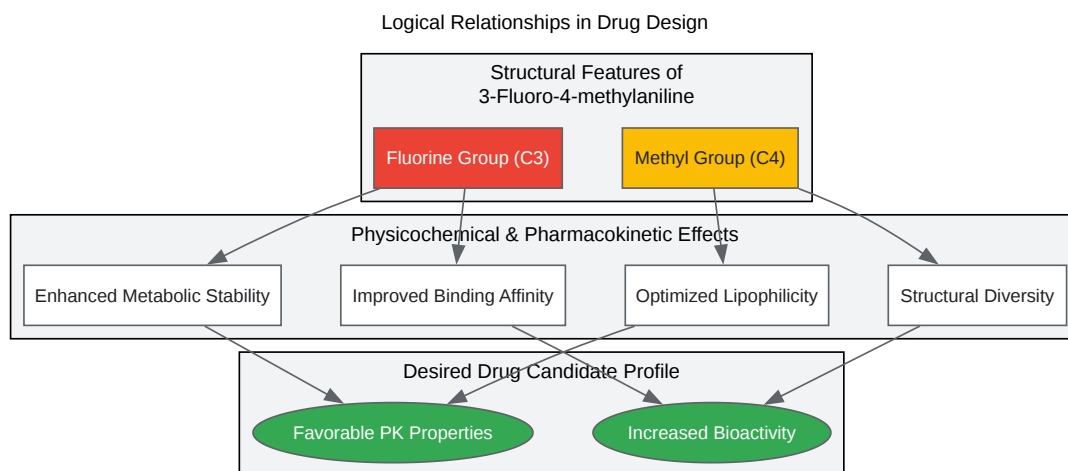 Logical Relationships in Drug Design
Structural Features of
3-Fluoro-4-methylaniline
Fluorine Group (C3)
Methyl Group (C4)
Physicochemical & Pharmacokinetic Effects
Enhanced Metabolic Stability
Improved Binding Affinity
Optimized Lipophilicity
Structural Diversity
Desired Drug Candidate Profile
Favorable PK Properties
Increased Bioactivity